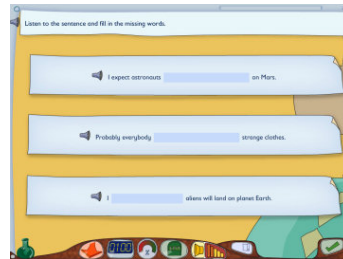 Listen to the sentence and fill in the missing words.
I expect astronauts on Mars.
Probably everybody strange clothes.
I aliens will land on planet Earth.
0100